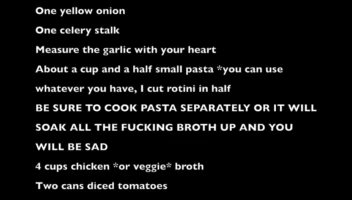 One yellow onion
One celery stalk
Measure the garlic with your heart
About a cup and a half small pasta *you can use
whatever you have, I cut rotini in half
BE SURE TO COOK PASTA SEPARATELY OR IT WILL
SOAK ALL THE FUCKING BROTH UP AND YOU
WILL BE SAD
4 cups chicken *or veggie* broth
Two cans diced tomatoes